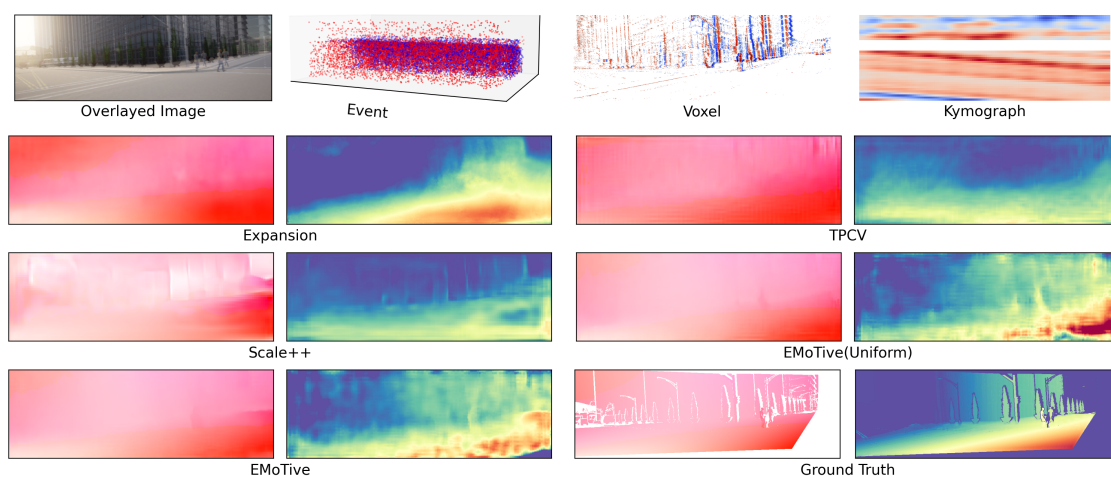 Overlayed Image
Event
Voxel
Kymograph
Expansion
TPCV
Scale++
EMoTive(Uniform)
EMoTive
Ground Truth